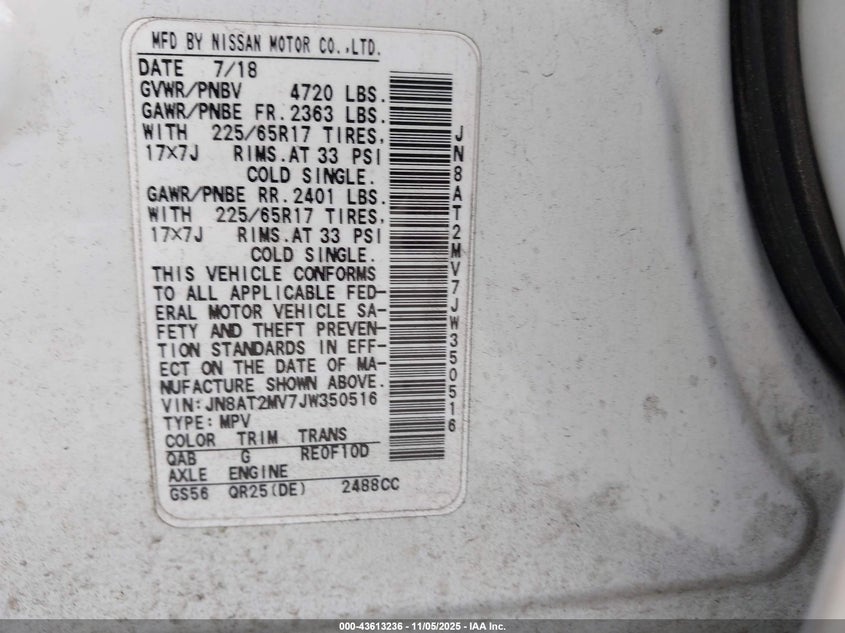 MFD BY NISSAN MOTOR CO.,LTD.
DATE 7/18
GVWR/PNBV 4720 LBS.
GAWR/PNBE FR. 2363 LBS.
WITH 225/65R17 TIRES,
17×7J RIMS. AT 33 PSI
COLD SINGLE.
GAWR/PNBE RR. 2401 LBS.
WITH 225/65R17 TIRES,
17×7J RIMS. AT 33 PSI
COLD SINGLE.
THIS VEHICLE CONFORMS
TO ALL APPLICABLE FED-
ERAL MOTOR VEHICLE SA-
FETY AND THEFT PREVEN-
TION STANDARDS IN EFF-
ECT ON THE DATE OF MA-
NUFACTURE SHOWN ABOVE.
VIN:JN8AT2MV7JW350516
TYPE:MPV
COLOR TRIM TRANS
QAB G RE0F10D
AXLE ENGINE
GS56 QR25(DE) 2488CC
JN8AT2MV7JW350516
000-43613236 - 11/05/2025 - IAA Inc.